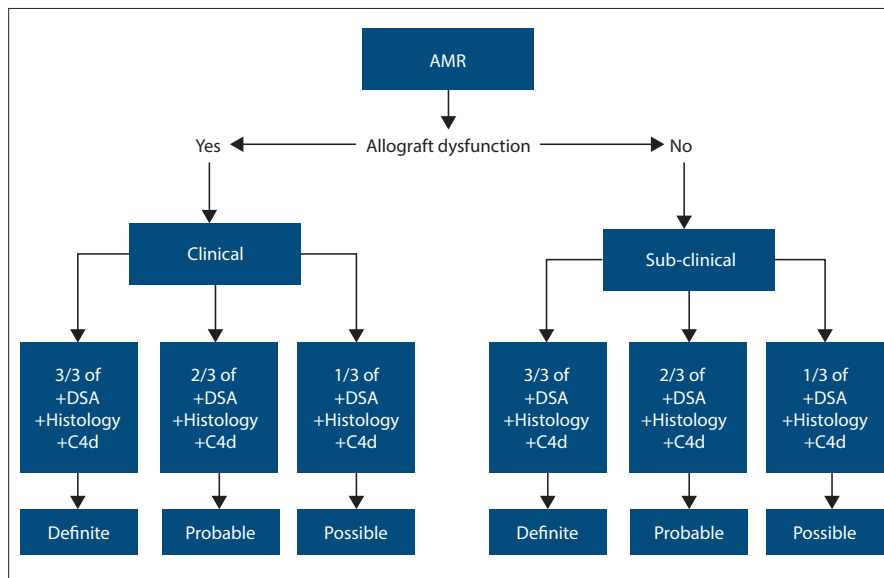 AMR
Yes
Allograft dysfunction
No
Clinical
Sub-clinical
3/3 of
+DSA
+Histology
+C4d
2/3 of
+DSA
+Histology
+C4d
1/3 of
+DSA
+Histology
+C4d
3/3 of
+DSA
+Histology
+C4d
2/3 of
+DSA
+Histology
+C4d
1/3 of
+DSA
+Histology
+C4d
Definite
Probable
Possible
Definite
Probable
Possible